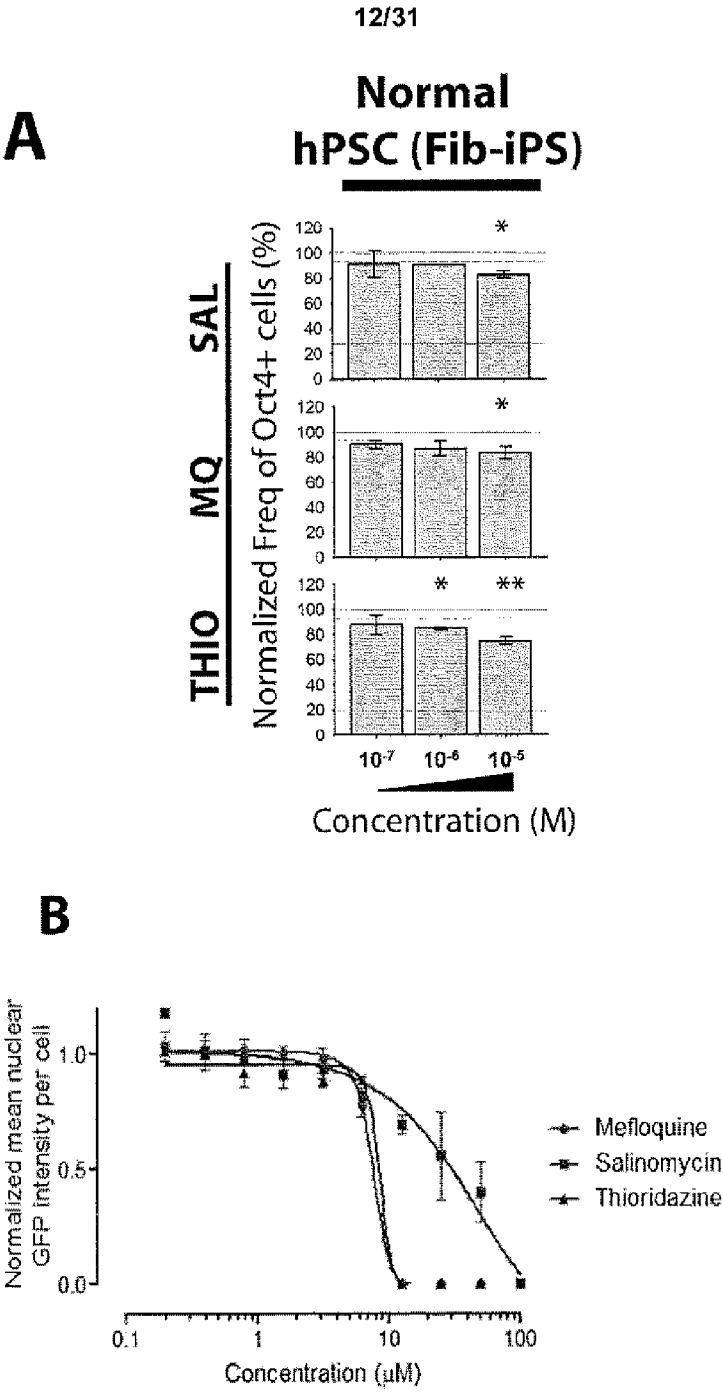 12/31
A
Normal
hPSC (Fib-iPS)
SAL
MQ
THIO
Normalized Freq of Oct4+ cells (%)
120
100
80
60
40
20
0
*
120
100
80
60
40
20
0
*
120
100
80
60
40
20
0
* **
10⁻⁷ 10⁻⁶ 10⁻⁵
Concentration (M)
B
Normalized mean nuclear
GFP intensity per cell
1.0
0.5
0.0
0.1 1 10 100
Concentration (µM)
Mefloquine
Salinomycin
Thioridazine